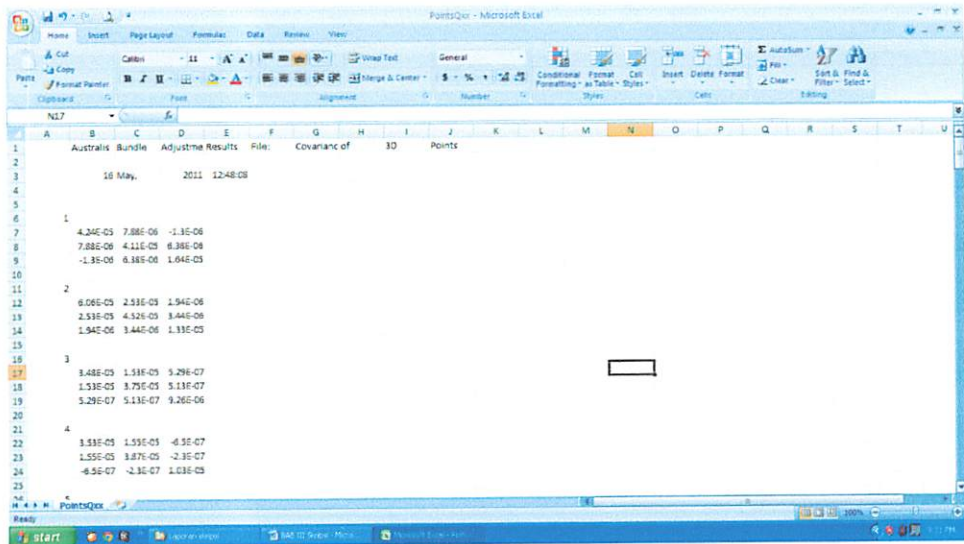 PointsQxx - Microsoft Excel
Home Insert Page Layout Formulas Data Review View
Cut
Copy
Format Painter
Paste
Clipboard
Calibri 11
B I U
Font
Wrap Text
Merge & Center
Alignment
General
$ % ,
Number
Conditional Formatting
Format as Table
Cell Styles
Styles
Insert Delete Format
Cells
AutoSum
Fill
Clear
Sort & Filter
Find & Select
Editing
N17
A B C D E F G H I J K L M N O P Q R S T U
1 Australis Bundle Adjustme Results File: Covarianc of 3D Points
2
3 16 May, 2011 12:48:08
4
5
6 1
7 4.24E-05 7.88E-06 -1.3E-06
8 7.88E-06 4.11E-05 6.38E-06
9 -1.3E-06 6.38E-06 1.64E-05
10
11 2
12 6.06E-05 2.53E-05 1.94E-06
13 2.53E-05 4.52E-05 3.44E-06
14 1.94E-06 3.44E-06 1.33E-05
15
16 3
17 3.48E-05 1.53E-05 5.29E-07
18 1.53E-05 3.75E-05 5.13E-07
19 5.29E-07 5.13E-07 9.26E-06
20
21 4
22 3.53E-05 1.55E-05 -6.5E-07
23 1.55E-05 3.87E-05 -2.3E-07
24 -6.5E-07 -2.3E-07 1.03E-05
25
PointsQxx
Ready
100%
start
BAB III